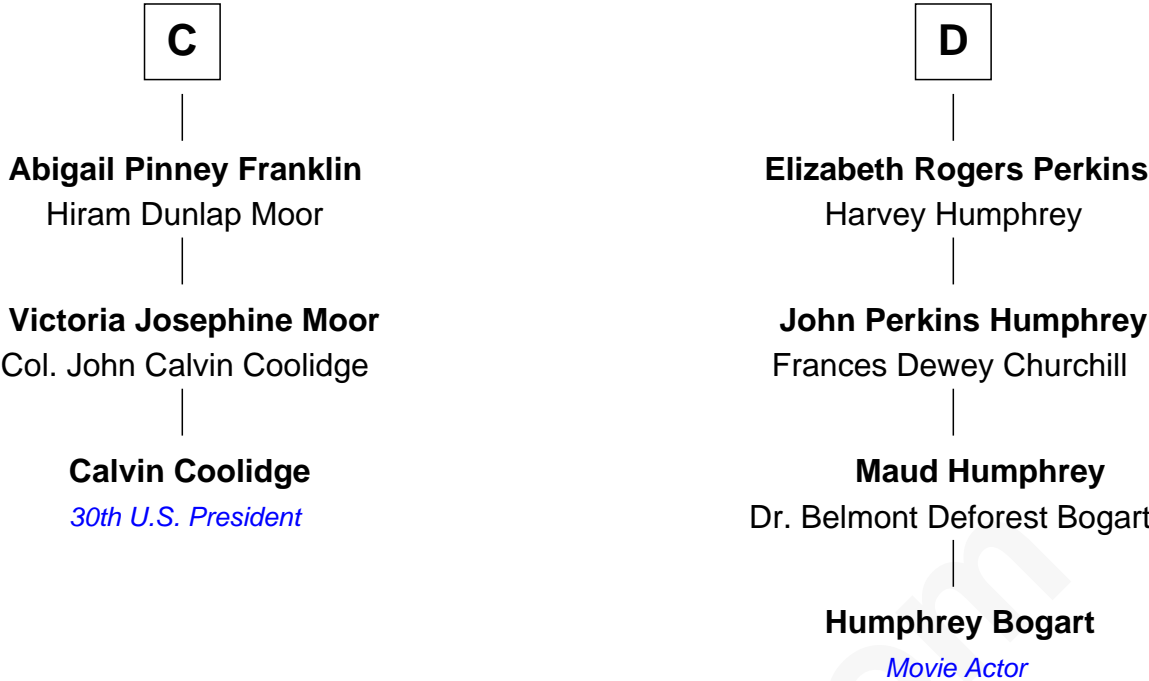 C
Abigail Pinney Franklin
Hiram Dunlap Moor
Victoria Josephine Moor
Col. John Calvin Coolidge
Calvin Coolidge
30th U.S. President
D
Elizabeth Rogers Perkins
Harvey Humphrey
John Perkins Humphrey
Frances Dewey Churchill
Maud Humphrey
Dr. Belmont Deforest Bogart
Humphrey Bogart
Movie Actor